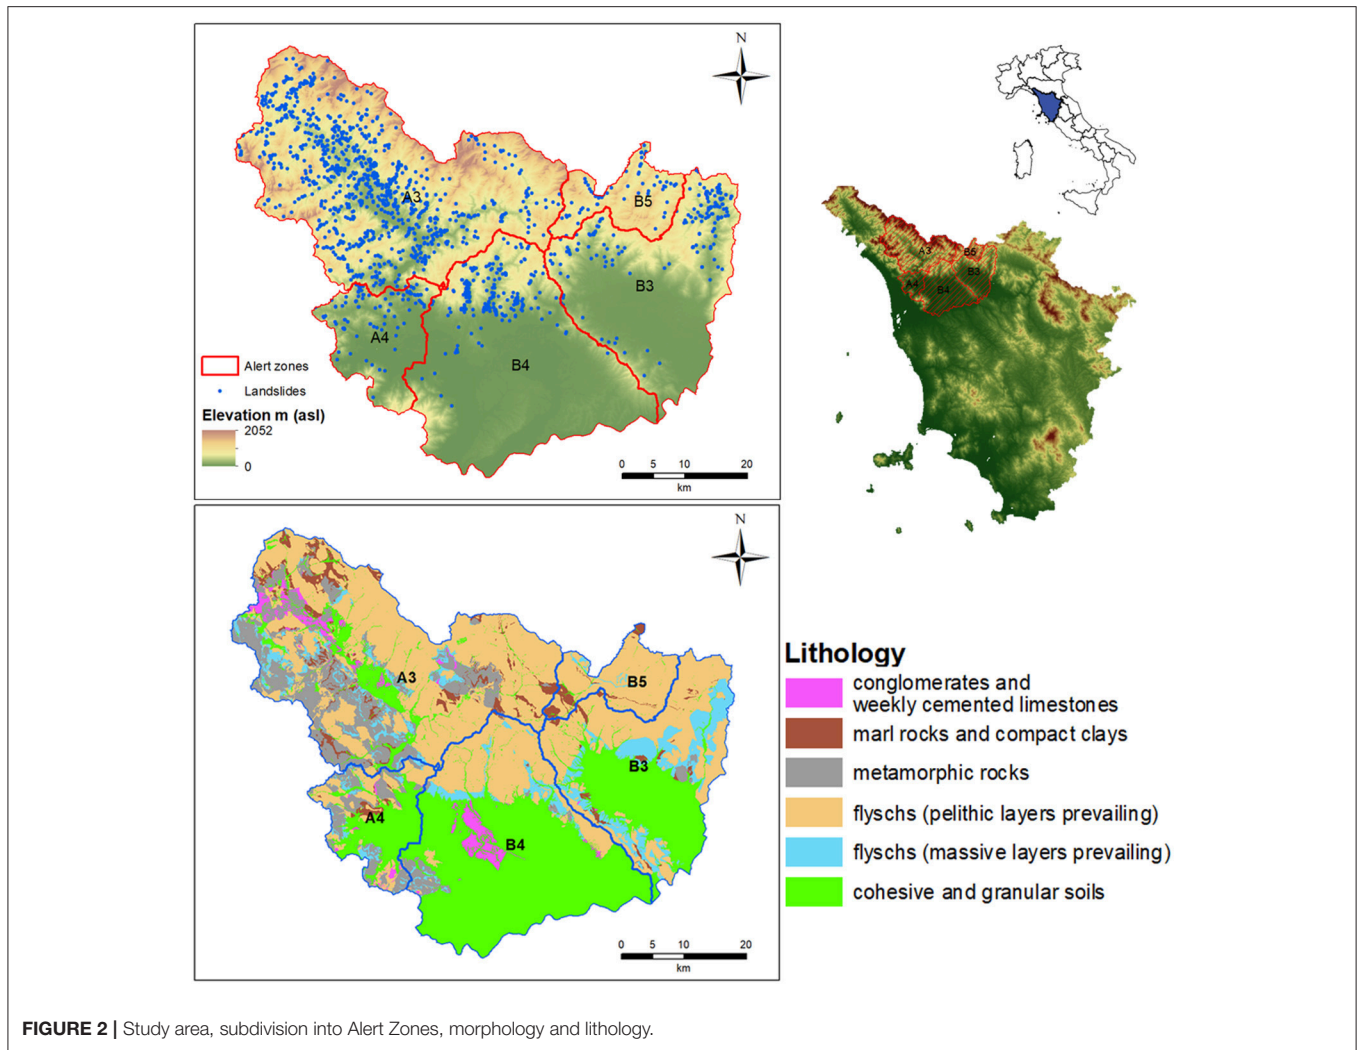 N
A3
B5
B3
A4
B4
Alert zones
Landslides
Elevation m (asl)
2052
0
0 5 10 20
km
A3
B5
B3
A4
B4
N
A3
B5
B3
A4
B4
0 5 10 20
km
Lithology
conglomerates and
weekly cemented limestones
marl rocks and compact clays
metamorphic rocks
flyschs (pelithic layers prevailing)
flyschs (massive layers prevailing)
cohesive and granular soils
FIGURE 2 | Study area, subdivision into Alert Zones, morphology and lithology.